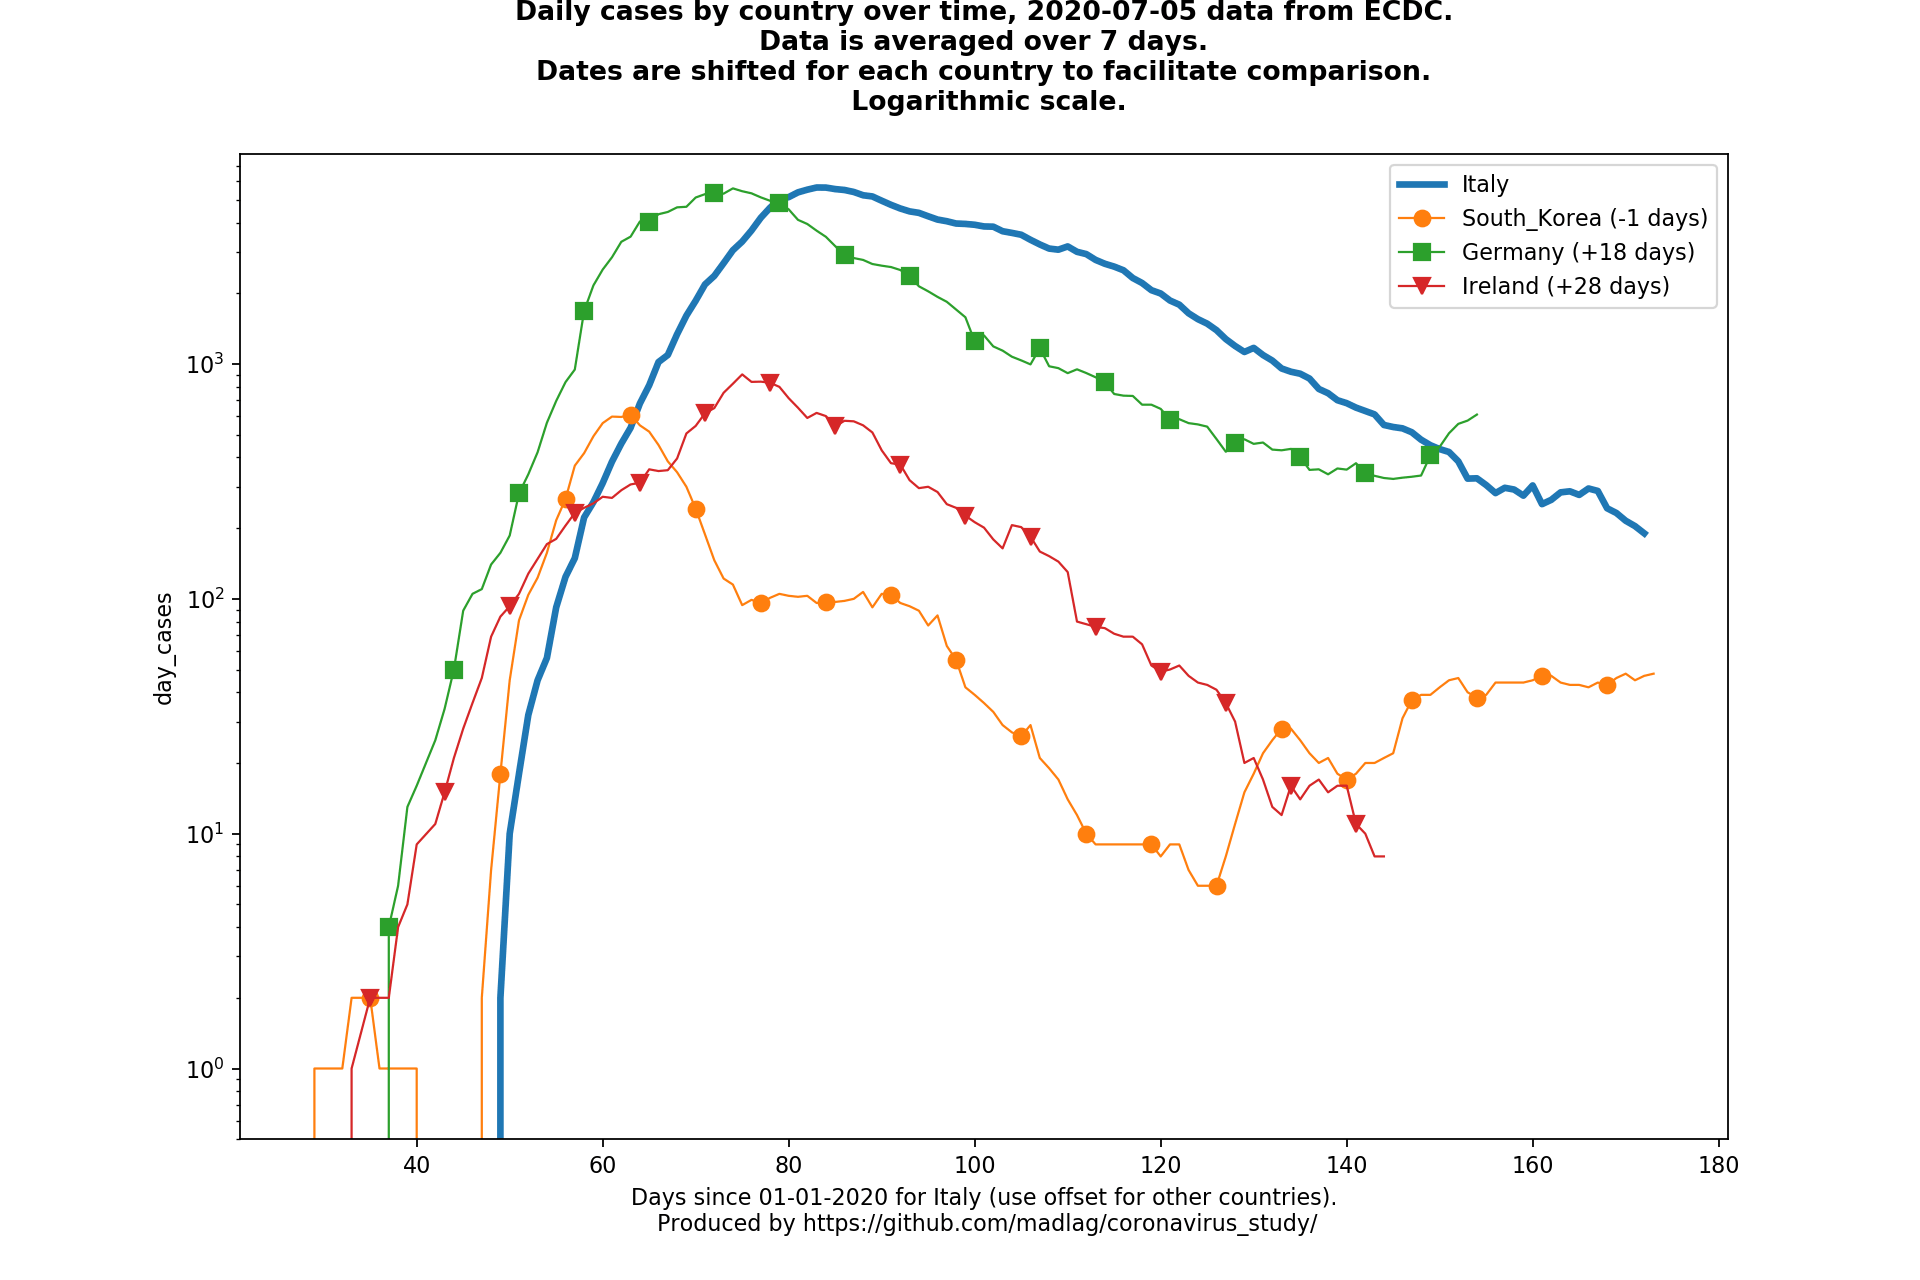 Daily cases by country over time, 2020-07-05 data from ECDC.
Data is averaged over 7 days.
Dates are shifted for each country to facilitate comparison.
Logarithmic scale.
Italy
South_Korea (-1 days)
Germany (+18 days)
Ireland (+28 days)
10³
10²
10¹
10⁰
day_cases
40 60 80 100 120 140 160 180
Days since 01-01-2020 for Italy (use offset for other countries).
Produced by https://github.com/madlag/coronavirus_study/